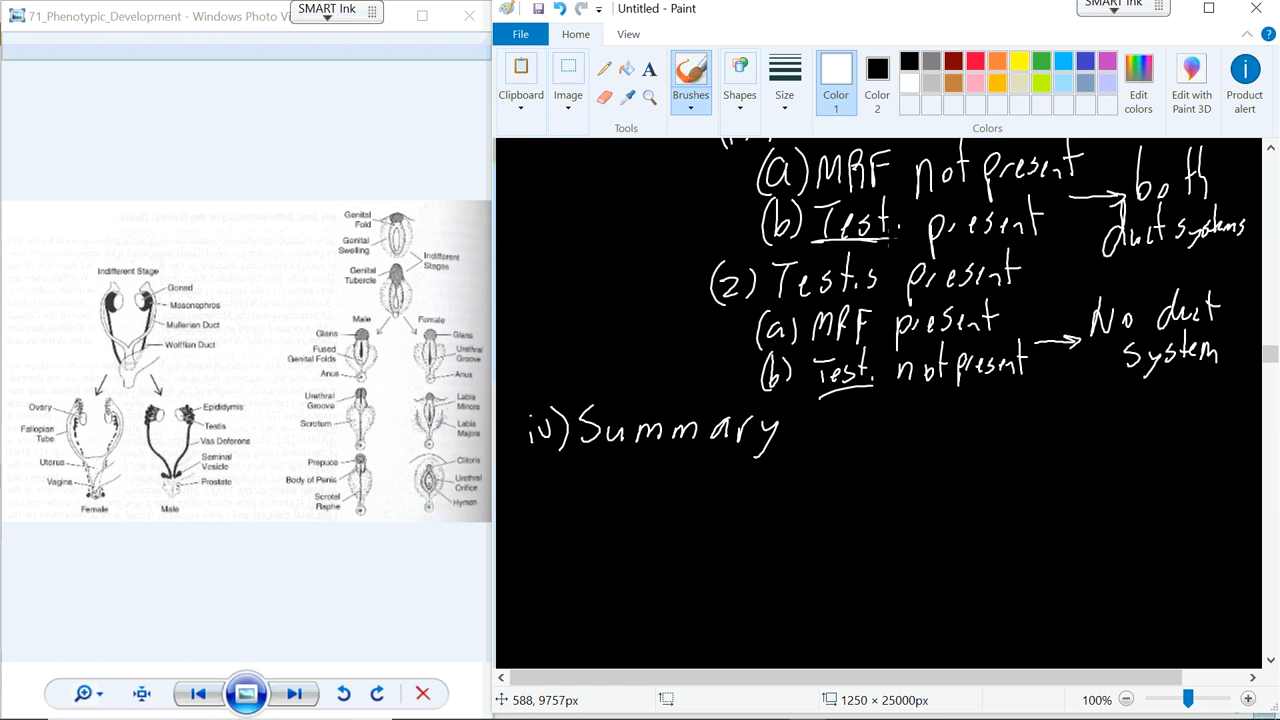 71_Phenotypic_Development - Windows Photo Vi
SMART Ink
Untitled - Paint
SMART Ink
File
Home
View
Clipboard
Image
Tools
Brushes
Shapes
Size
Color
1
Color
2
Colors
Edit
colors
Edit with
Paint 3D
Product
alert
Genital
Fold
Genital
Swelling
Genital
Tubercle
Indifferent
Stages
Male
Female
Glans
Fused
Genital Folds
Anus
Urethral
Groove
Scrotum
Prepuce
Body of Penis
Scrotal
Raphe
Glans
Urethral
Groove
Anus
Labia
Minora
Labia
Majora
Clitoris
Urethral
Orifice
Hymen
Indifferent Stage
Gonad
Mesonephros
Mullerian Duct
Wolffian Duct
Ovary
Fallopian
Tube
Uterus
Vagina
Female
Epididymis
Testis
Vas Deferens
Seminal
Vesicle
Prostate
Male
(a) MRF not present
(b) Test. present
→ both
duct systems
(2) Testis present
(a) MRF present
(b) Test. not present
→ No duct
system
iv) Summary
588, 9757px
1250 × 25000px
100%